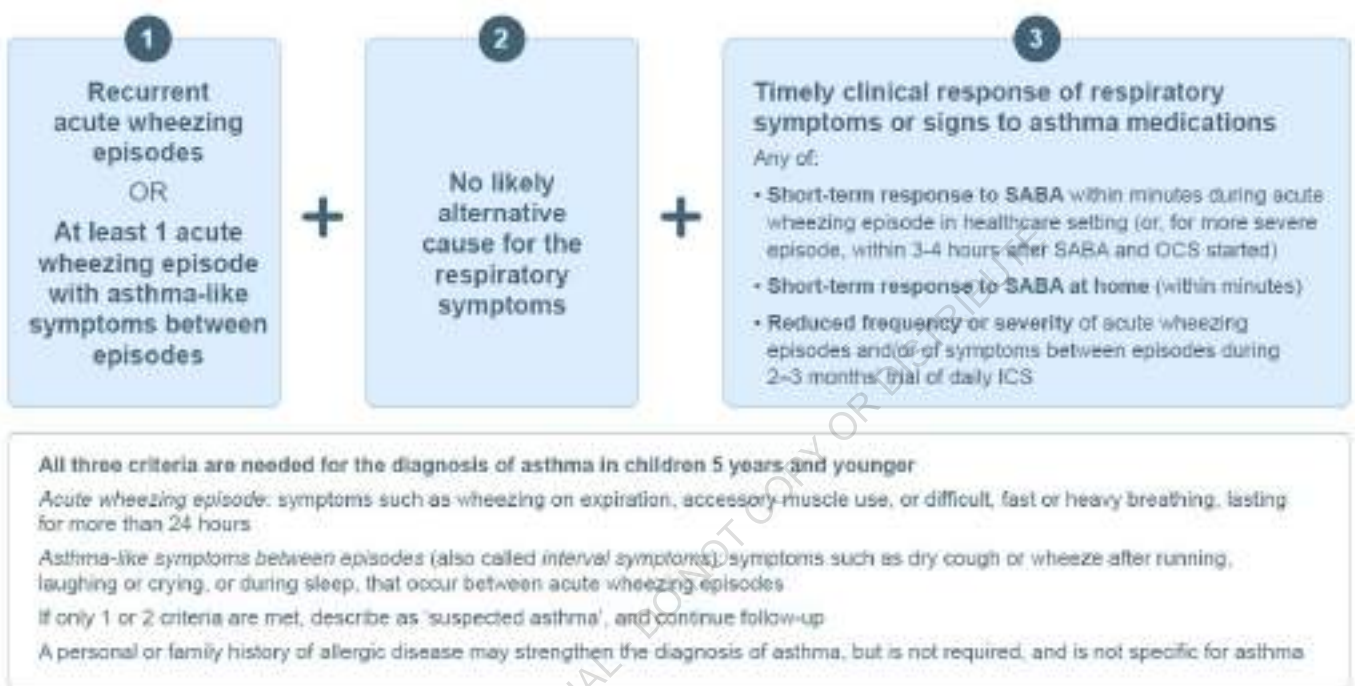 1
Recurrent
acute wheezing
episodes
OR
At least 1 acute
wheezing episode
with asthma-like
symptoms between
episodes
+
2
No likely
alternative
cause for the
respiratory
symptoms
+
3
Timely clinical response of respiratory
symptoms or signs to asthma medications
Any of:
• Short-term response to SABA within minutes during acute
wheezing episode in healthcare setting (or, for more severe
episode, within 3-4 hours after SABA and OCS started)
• Short-term response to SABA at home (within minutes)
• Reduced frequency or severity of acute wheezing
episodes and/or of symptoms between episodes during
2–3 months' trial of daily ICS
All three criteria are needed for the diagnosis of asthma in children 5 years and younger
Acute wheezing episode: symptoms such as wheezing on expiration, accessory muscle use, or difficult, fast or heavy breathing, lasting
for more than 24 hours
Asthma-like symptoms between episodes (also called interval symptoms): symptoms such as dry cough or wheeze after running,
laughing or crying, or during sleep, that occur between acute wheezing episodes
If only 1 or 2 criteria are met, describe as 'suspected asthma', and continue follow-up
A personal or family history of allergic disease may strengthen the diagnosis of asthma, but is not required, and is not specific for asthma
DO NOT COPY OR